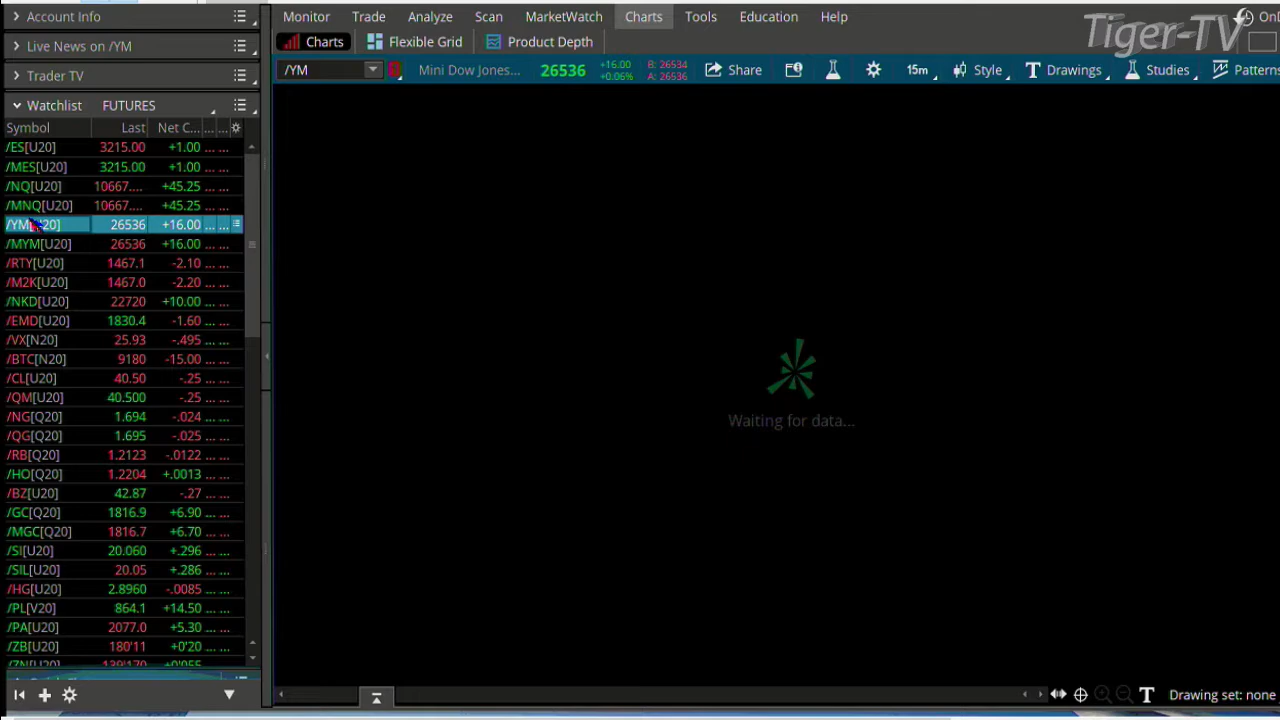 Account Info
Live News on /YM
Trader TV
Watchlist FUTURES
Symbol Last Net C... ... ...
/ES[U20] 3215.00 +1.00 ... ...
/MES[U20] 3215.00 +1.00 ... ...
/NQ[U20] 10667.... +45.25 ... ...
/MNQ[U20] 10667.... +45.25 ... ...
26536 +16.00 ... ...
/MYM[U20] 26536 +16.00 ... ...
/RTY[U20] 1467.1 -2.10 ... ...
/M2K[U20] 1467.0 -2.20 ... ...
/NKD[U20] 22720 +10.00 ... ...
/EMD[U20] 1830.4 -1.60 ... ...
/VX[N20] 25.93 -.495 ... ...
/BTC[N20] 9180 -15.00 ... ...
/CL[U20] 40.50 -.25 ... ...
/QM[U20] 40.500 -.25 ... ...
/NG[Q20] 1.694 -.024 ... ...
/QG[Q20] 1.695 -.025 ... ...
/RB[Q20] 1.2123 -.0122 ... ...
/HO[Q20] 1.2204 +.0013 ... ...
/BZ[U20] 42.87 -.27 ... ...
/GC[Q20] 1816.9 +6.90 ... ...
/MGC[Q20] 1816.7 +6.70 ... ...
/SI[U20] 20.060 +.296 ... ...
/SIL[U20] 20.05 +.286 ... ...
/HG[U20] 2.8960 -.0085 ... ...
/PL[V20] 864.1 +14.50 ... ...
/PA[U20] 2077.0 +5.30 ... ...
/ZB[U20] 180'11 +0'20 ... ...
/ZN[U20] 139'170 +0'055 ... ...
Monitor Trade Analyze Scan MarketWatch Charts Tools Education Help
Tiger-TV
Charts Flexible Grid Product Depth
/YM Mini Dow Jones... 26536 +16.00 B: 26534 Share 15m Style Drawings Studies Patterns
+0.06% A: 26536
Waiting for data...
Drawing set: none